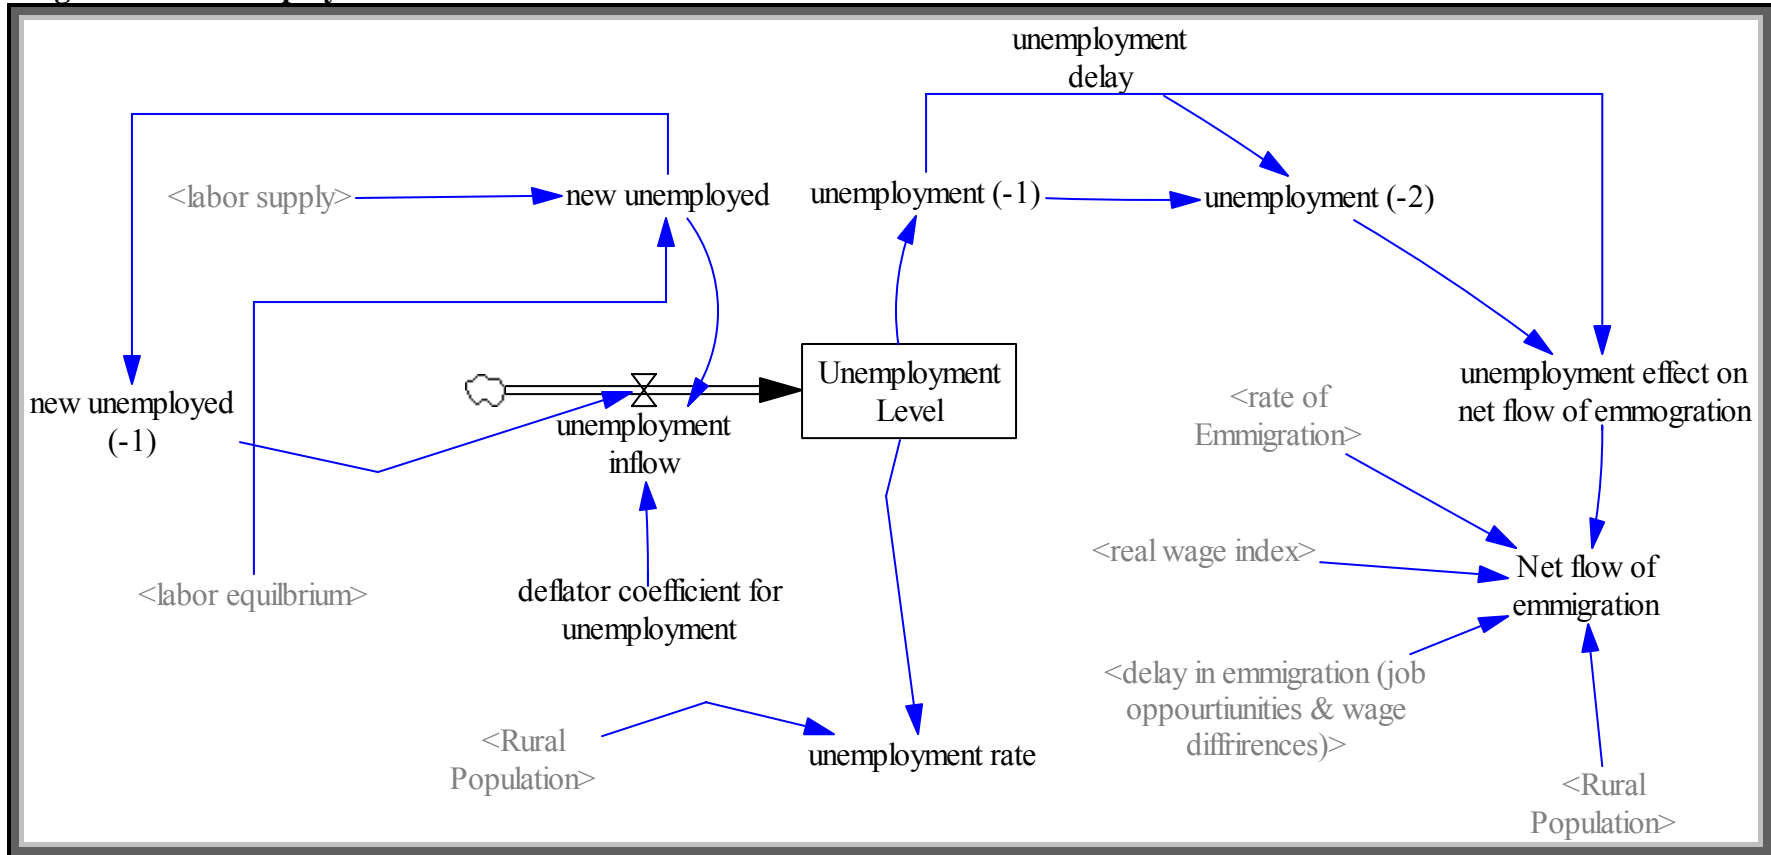 unemployment
delay
<labor supply>
new unemployed
unemployment (-1)
unemployment (-2)
new unemployed
(-1)
unemployment
inflow
Unemployment
Level
<rate of
Emmigration>
unemployment effect on
net flow of emmogration
<labor equilbrium>
deflator coefficient for
unemployment
<real wage index>
Net flow of
emmigration
<delay in emmigration (job
oppourtiunities & wage
diffrirences)>
<Rural
Population>
unemployment rate
<Rural
Population>